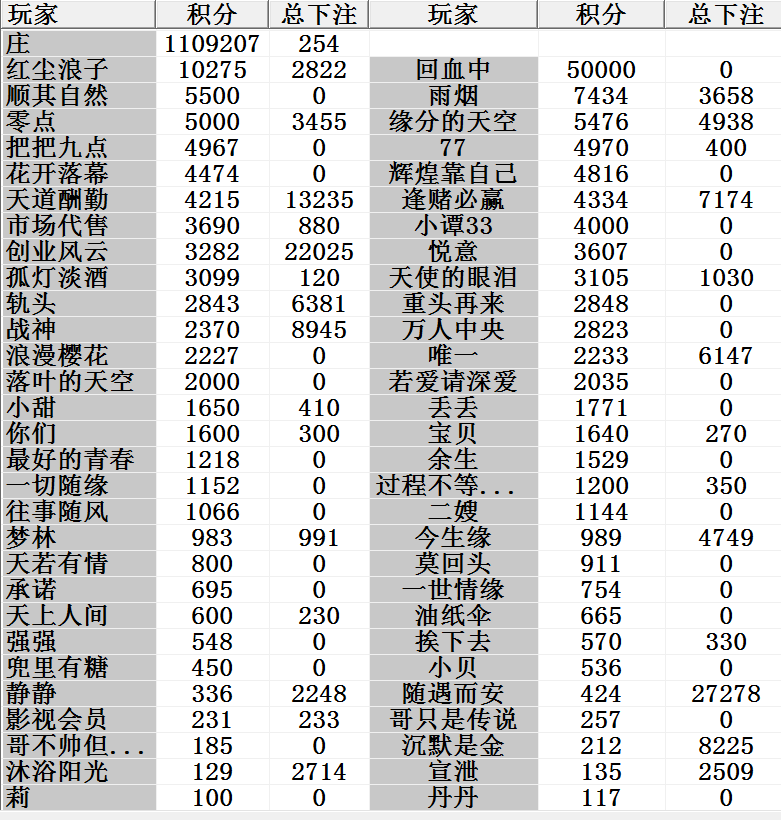 玩家 积分 总下注 玩家 积分 总下注
庄 1109207 254
红尘浪子 10275 2822 回血中 50000 0
顺其自然 5500 0 雨烟 7434 3658
零点 5000 3455 缘分的天空 5476 4938
把把九点 4967 0 77 4970 400
花开落幕 4474 0 辉煌靠自己 4816 0
天道酬勤 4215 13235 逢赌必赢 4334 7174
市场代售 3690 880 小谭33 4000 0
创业风云 3282 22025 悦意 3607 0
孤灯淡酒 3099 120 天使的眼泪 3105 1030
轨头 2843 6381 重头再来 2848 0
战神 2370 8945 万人中央 2823 0
浪漫樱花 2227 0 唯一 2233 6147
落叶的天空 2000 0 若爱请深爱 2035 0
小甜 1650 410 丢丢 1771 0
你们 1600 300 宝贝 1640 270
最好的青春 1218 0 余生 1529 0
一切随缘 1152 0 过程不等... 1200 350
往事随风 1066 0 二嫂 1144 0
梦林 983 991 今生缘 989 4749
天若有情 800 0 莫回头 911 0
承诺 695 0 一世情缘 754 0
天上人间 600 230 油纸伞 665 0
强强 548 0 挨下去 570 330
兜里有糖 450 0 小贝 536 0
静静 336 2248 随遇而安 424 27278
影视会员 231 233 哥只是传说 257 0
哥不帅但... 185 0 沉默是金 212 8225
沐浴阳光 129 2714 宣泄 135 2509
莉 100 0 丹丹 117 0